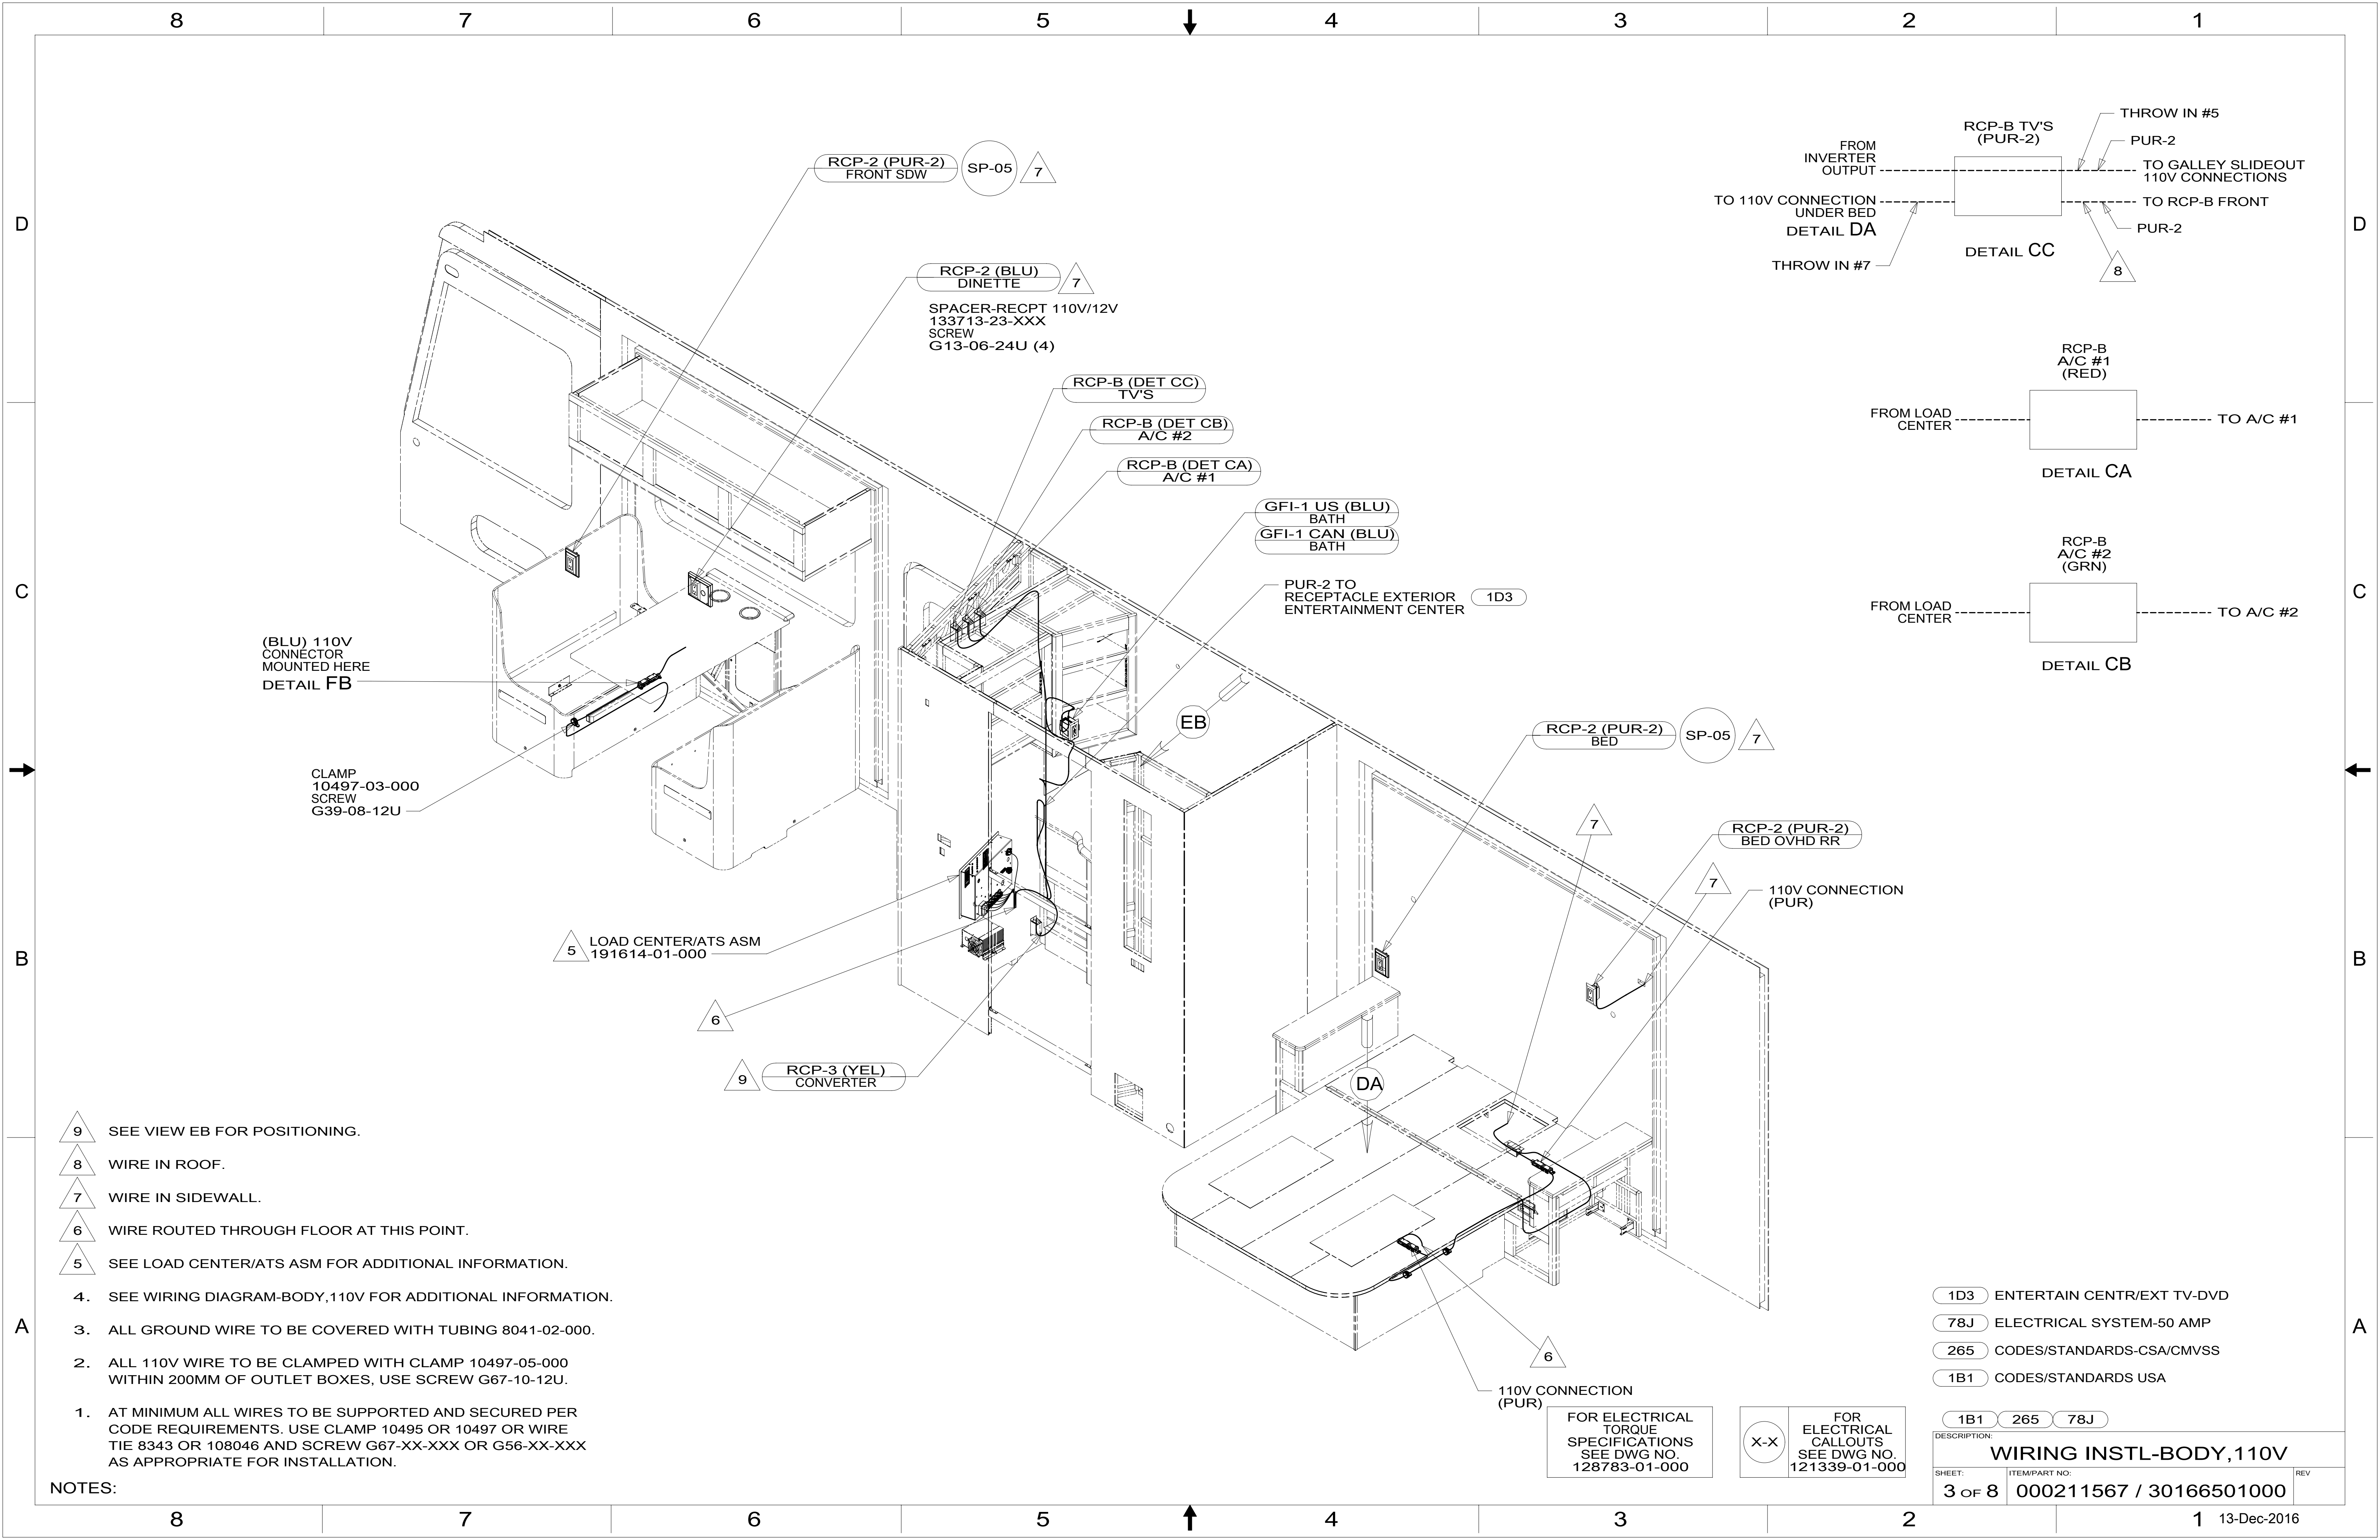 8 7 6 5 4 3 2 1
D
C
B
A
D
C
B
A
RCP-2 (PUR-2)
FRONT SDW
SP-05
7
RCP-2 (BLU)
DINETTE
7
SPACER-RECPT 110V/12V
133713-23-XXX
SCREW
G13-06-24U (4)
RCP-B (DET CC)
TV'S
RCP-B (DET CB)
A/C #2
RCP-B (DET CA)
A/C #1
GFI-1 US (BLU)
BATH
GFI-1 CAN (BLU)
BATH
PUR-2 TO
RECEPTACLE EXTERIOR
ENTERTAINMENT CENTER
1D3
(BLU) 110V
CONNECTOR
MOUNTED HERE
DETAIL FB
CLAMP
10497-03-000
SCREW
G39-08-12U
EB
RCP-2 (PUR-2)
BED
SP-05
7
7
RCP-2 (PUR-2)
BED OVHD RR
7
110V CONNECTION
(PUR)
5
LOAD CENTER/ATS ASM
191614-01-000
6
9
RCP-3 (YEL)
CONVERTER
DA
6
110V CONNECTION
(PUR)
RCP-B TV'S
(PUR-2)
FROM
INVERTER
OUTPUT
THROW IN #5
PUR-2
TO GALLEY SLIDEOUT
110V CONNECTIONS
TO 110V CONNECTION
UNDER BED
DETAIL DA
TO RCP-B FRONT
PUR-2
THROW IN #7
DETAIL CC
8
RCP-B
A/C #1
(RED)
FROM LOAD
CENTER
TO A/C #1
DETAIL CA
RCP-B
A/C #2
(GRN)
FROM LOAD
CENTER
TO A/C #2
DETAIL CB
9 SEE VIEW EB FOR POSITIONING.
8 WIRE IN ROOF.
7 WIRE IN SIDEWALL.
6 WIRE ROUTED THROUGH FLOOR AT THIS POINT.
5 SEE LOAD CENTER/ATS ASM FOR ADDITIONAL INFORMATION.
4. SEE WIRING DIAGRAM-BODY,110V FOR ADDITIONAL INFORMATION.
3. ALL GROUND WIRE TO BE COVERED WITH TUBING 8041-02-000.
2. ALL 110V WIRE TO BE CLAMPED WITH CLAMP 10497-05-000
WITHIN 200MM OF OUTLET BOXES, USE SCREW G67-10-12U.
1. AT MINIMUM ALL WIRES TO BE SUPPORTED AND SECURED PER
CODE REQUIREMENTS. USE CLAMP 10495 OR 10497 OR WIRE
TIE 8343 OR 108046 AND SCREW G67-XX-XXX OR G56-XX-XXX
AS APPROPRIATE FOR INSTALLATION.
NOTES:
FOR ELECTRICAL
TORQUE
SPECIFICATIONS
SEE DWG NO.
128783-01-000
X-X
FOR
ELECTRICAL
CALLOUTS
SEE DWG NO.
121339-01-000
1D3 ENTERTAIN CENTR/EXT TV-DVD
78J ELECTRICAL SYSTEM-50 AMP
265 CODES/STANDARDS-CSA/CMVSS
1B1 CODES/STANDARDS USA
1B1 265 78J
DESCRIPTION:
WIRING INSTL-BODY,110V
SHEET: ITEM/PART NO: REV
3 OF 8 000211567 / 30166501000
8 7 6 5 4 3 2 1
13-Dec-2016